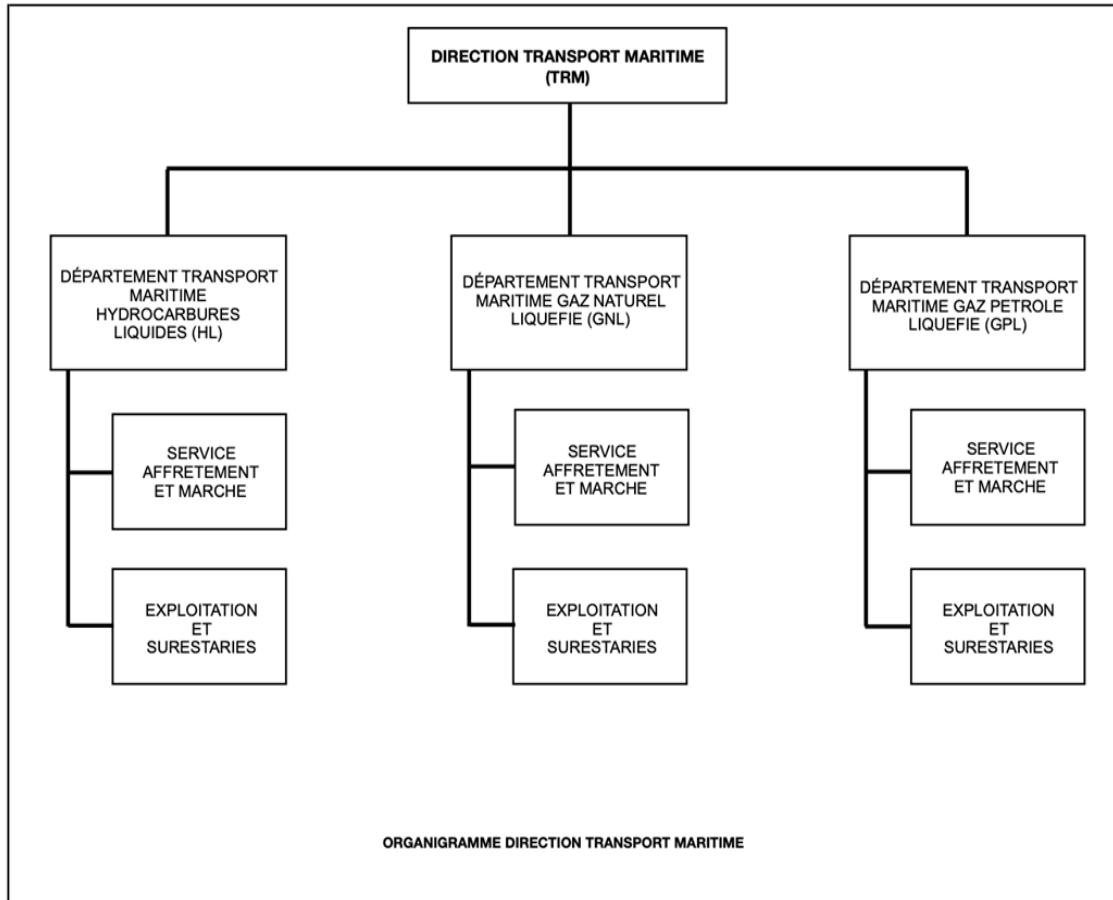 DIRECTION TRANSPORT MARITIME
(TRM)
DÉPARTEMENT TRANSPORT
MARITIME
HYDROCARBURES
LIQUIDES (HL)
SERVICE
AFFRETEMENT
ET MARCHE
EXPLOITATION
ET
SURESTARIES
DÉPARTEMENT TRANSPORT
MARITIME GAZ NATUREL
LIQUEFIE (GNL)
SERVICE
AFFRETEMENT
ET MARCHE
EXPLOITATION
ET
SURESTARIES
DÉPARTEMENT TRANSPORT
MARITIME GAZ PETROLE
LIQUEFIE (GPL)
SERVICE
AFFRETEMENT
ET MARCHE
EXPLOITATION
ET
SURESTARIES
ORGANIGRAMME DIRECTION TRANSPORT MARITIME